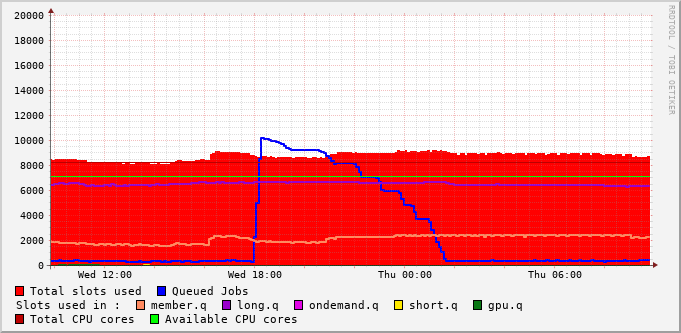 20000
18000
16000
14000
12000
10000
8000
6000
4000
2000
0
Wed 12:00 Wed 18:00 Thu 00:00 Thu 06:00
Total slots used Queued Jobs
Slots used in : member.q long.q ondemand.q short.q gpu.q
Total CPU cores Available CPU cores
RRDTOOL / TOBI OETIKER